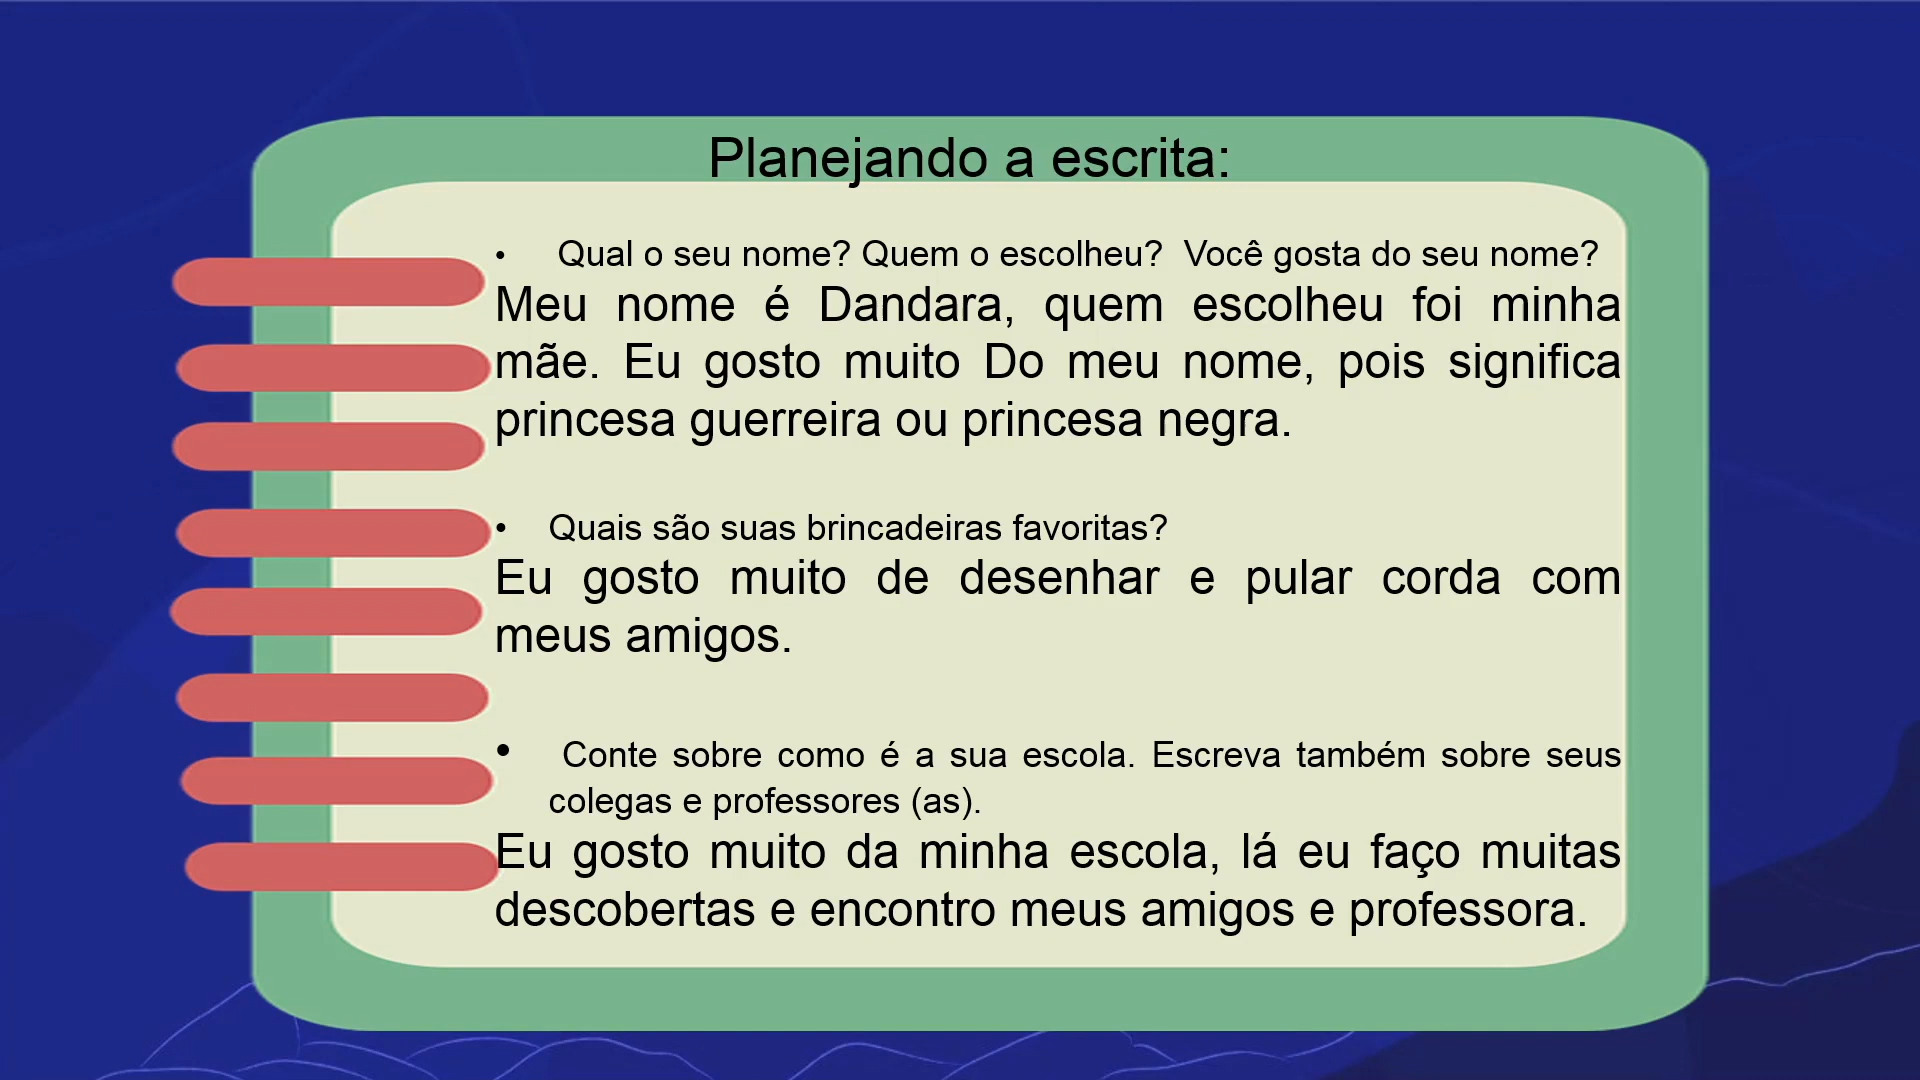 Planejando a escrita:
• Qual o seu nome? Quem o escolheu? Você gosta do seu nome?
Meu nome é Dandara, quem escolheu foi minha
mãe. Eu gosto muito Do meu nome, pois significa
princesa guerreira ou princesa negra.
• Quais são suas brincadeiras favoritas?
Eu gosto muito de desenhar e pular corda com
meus amigos.
• Conte sobre como é a sua escola. Escreva também sobre seus
colegas e professores (as).
Eu gosto muito da minha escola, lá eu faço muitas
descobertas e encontro meus amigos e professora.